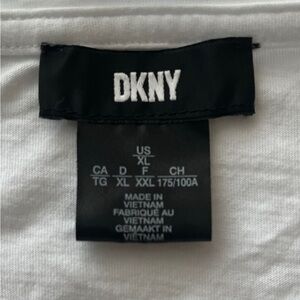 DKNY
US
XL
CA D F CH
TG XL XXL 175/100A
MADE IN
VIETNAM
FABRIQUÉ AU
VIETNAM
GEMAAKT IN
VIETNAM